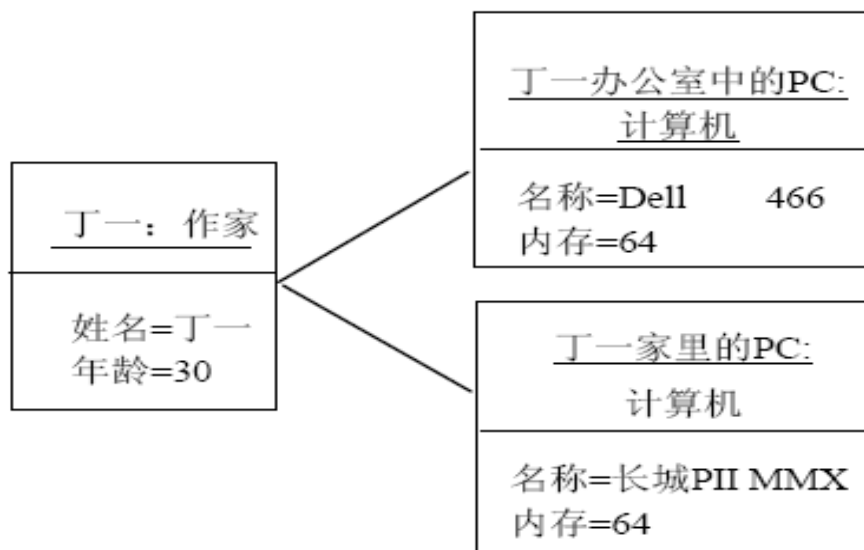 丁一：作家
姓名=丁一
年龄=30
丁一办公室中的PC:
计算机
名称=Dell 466
内存=64
丁一家里的PC:
计算机
名称=长城PII MMX
内存=64